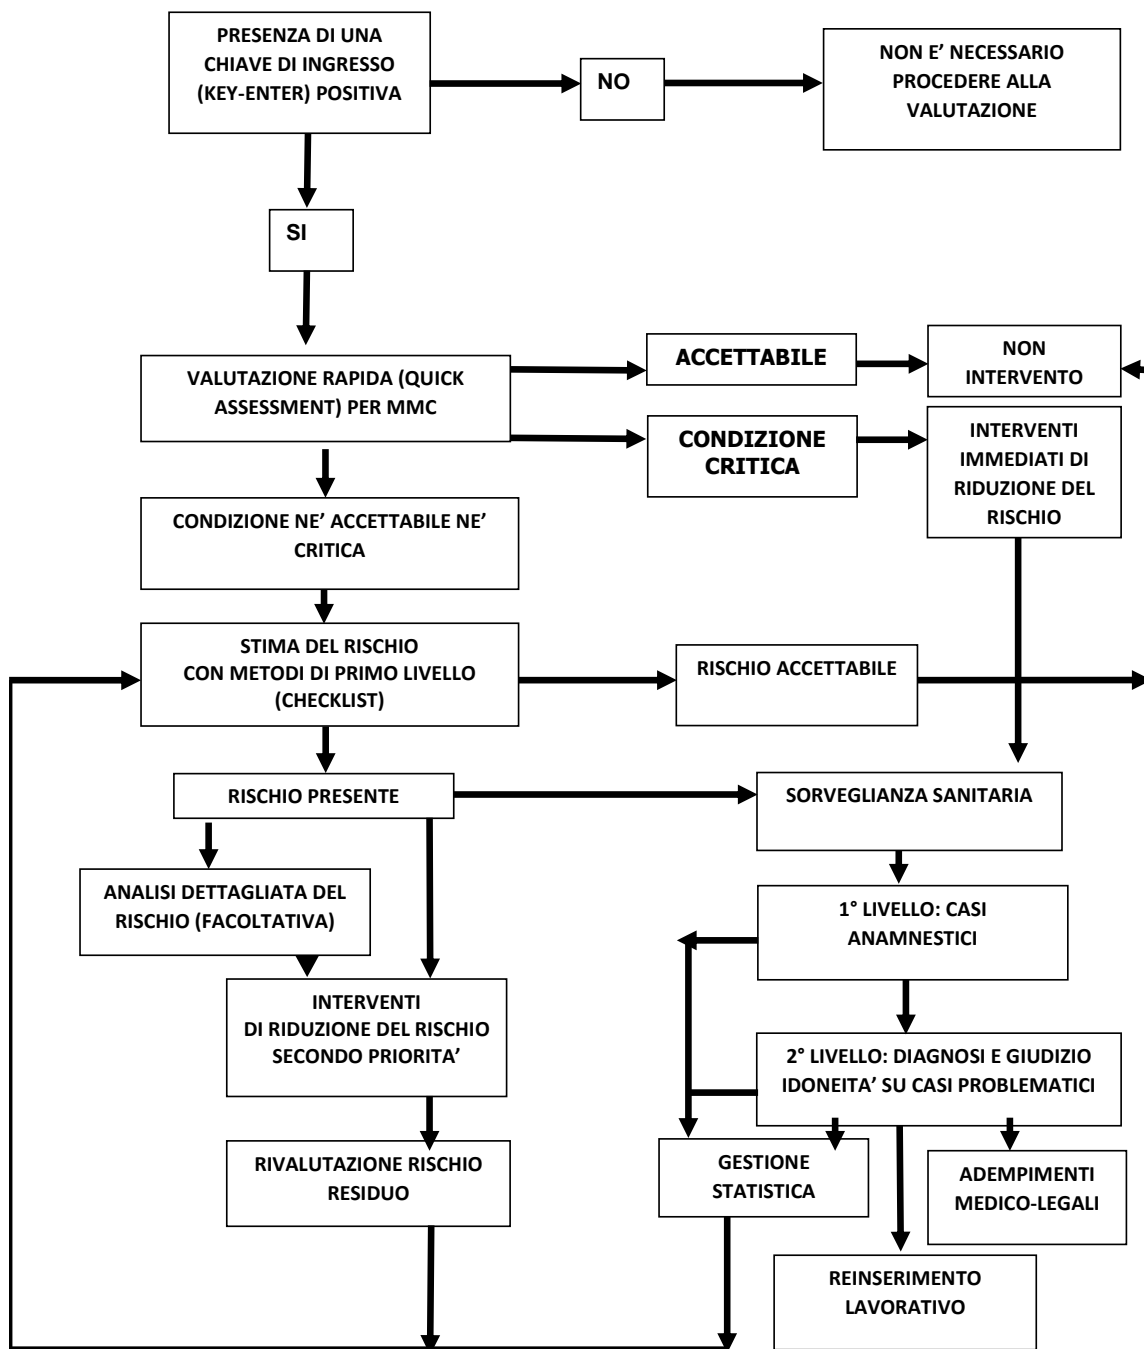 PRESENZA DI UNA
CHIAVE DI INGRESSO
(KEY-ENTER) POSITIVA
NO
NON E’ NECESSARIO
PROCEDERE ALLA
VALUTAZIONE
SI
VALUTAZIONE RAPIDA (QUICK
ASSESSMENT) PER MMC
ACCETTABILE
NON
INTERVENTO
CONDIZIONE
CRITICA
INTERVENTI
IMMEDIATI DI
RIDUZIONE DEL
RISCHIO
CONDIZIONE NE’ ACCETTABILE NE’
CRITICA
STIMA DEL RISCHIO
CON METODI DI PRIMO LIVELLO
(CHECKLIST)
RISCHIO ACCETTABILE
RISCHIO PRESENTE
SORVEGLIANZA SANITARIA
ANALISI DETTAGLIATA DEL
RISCHIO (FACOLTATIVA)
1° LIVELLO: CASI
ANAMNESTICI
INTERVENTI
DI RIDUZIONE DEL RISCHIO
SECONDO PRIORITA’
2° LIVELLO: DIAGNOSI E GIUDIZIO
IDONEITA’ SU CASI PROBLEMATICI
RIVALUTAZIONE RISCHIO
RESIDUO
GESTIONE
STATISTICA
ADEMPIMENTI
MEDICO-LEGALI
REINSERIMENTO
LAVORATIVO